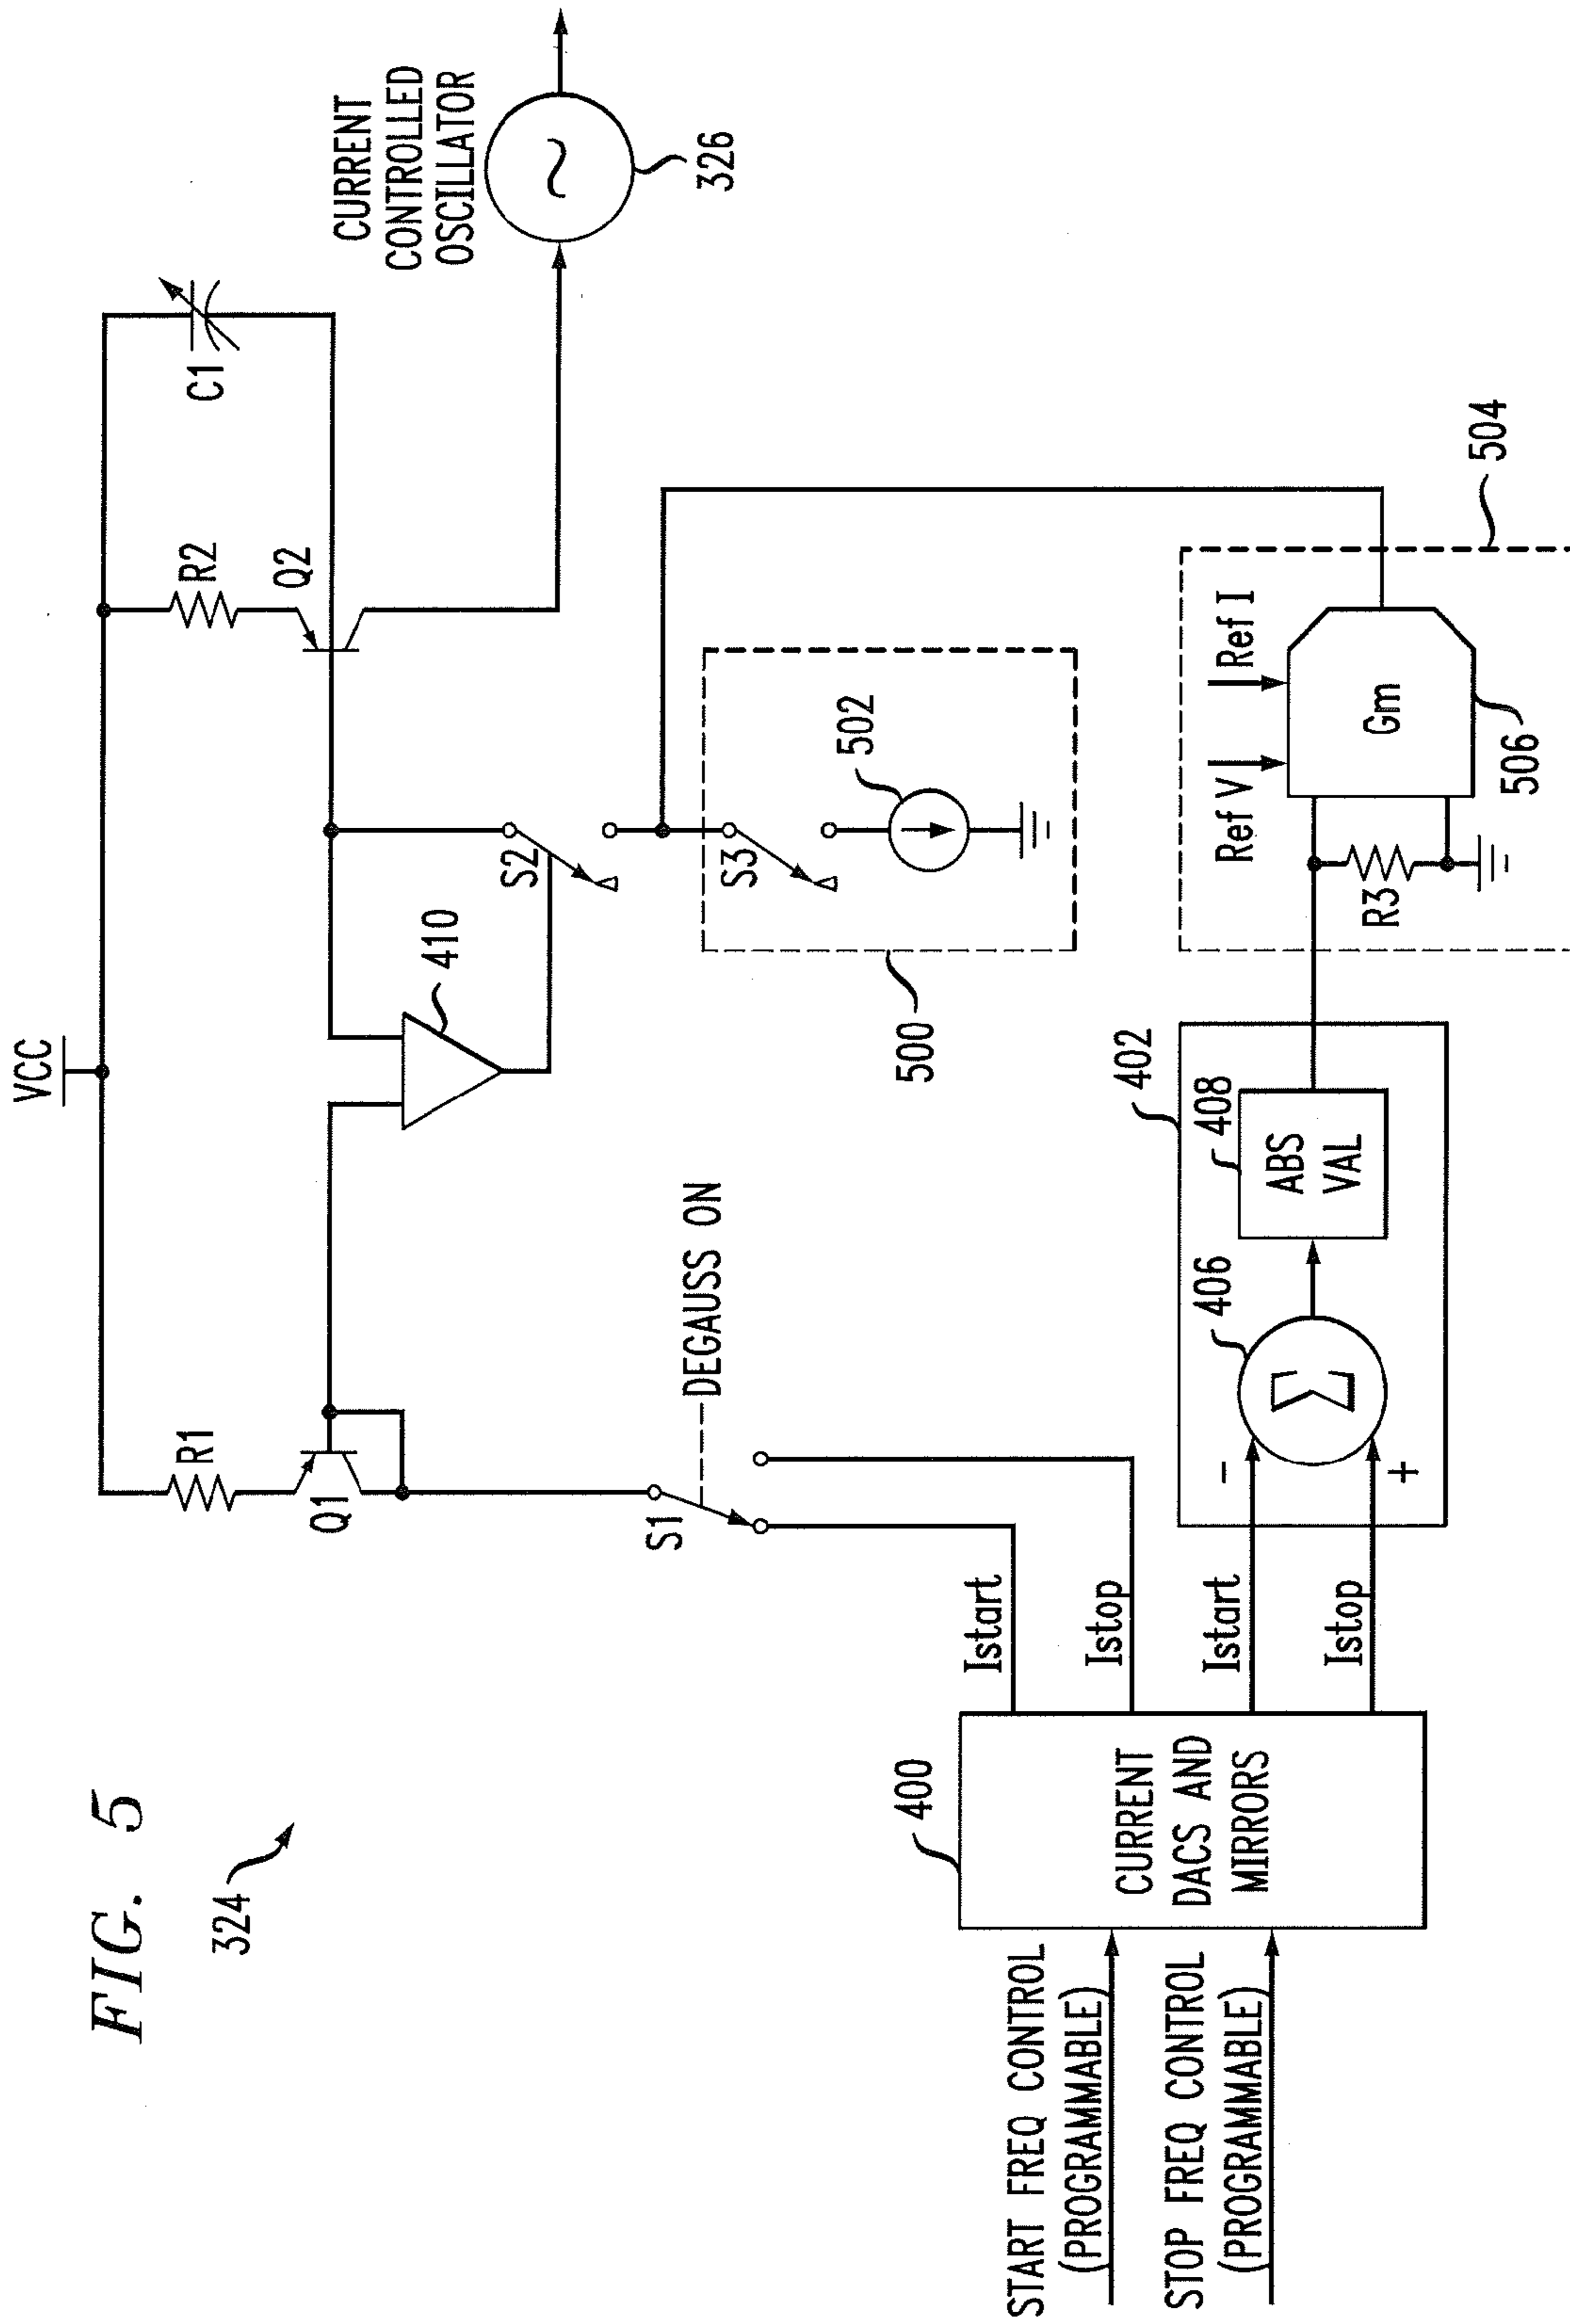 FIG. 5
324
VCC
R1
Q1
R2
Q2
C1
CURRENT
CONTROLLED
OSCILLATOR
326
410
S1
DEGAUSS ON
S2
S3
502
500
START FREQ CONTROL
(PROGRAMMABLE)
STOP FREQ CONTROL
(PROGRAMMABLE)
400
CURRENT
DACS AND
MIRRORS
Istart
Istop
Istart
Istop
-
+
402
406
Σ
408
ABS
VAL
R3
Ref V
Ref I
Gm
506
504